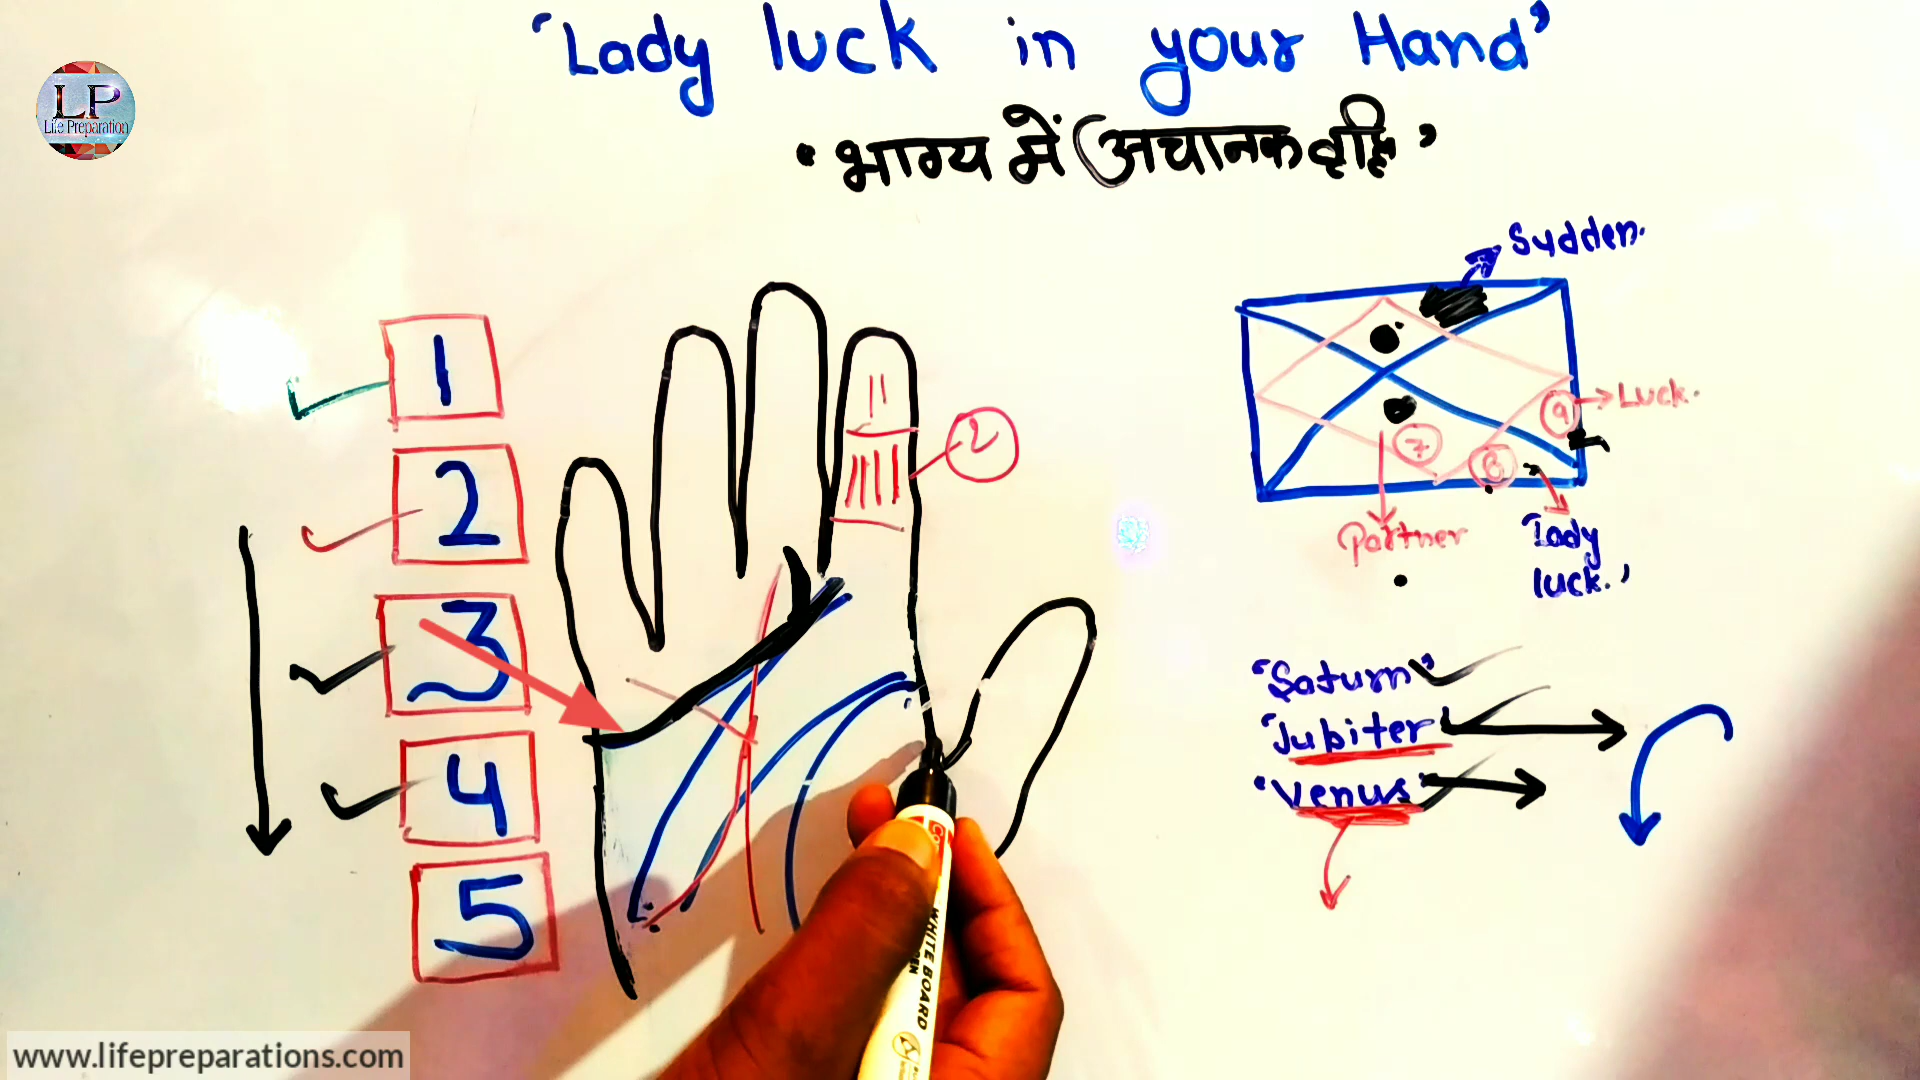 'Lady luck in your Hand'
LP
Life Preparation
'भाग्य में अचानक वृद्धि'
Sudden.
1
2
3
4
5
2
9
Luck.
7
8
Partner
Lady
luck.'
'Saturn'
'Jubiter'
'Venus'
WHITE BOARD
www.lifepreparations.com